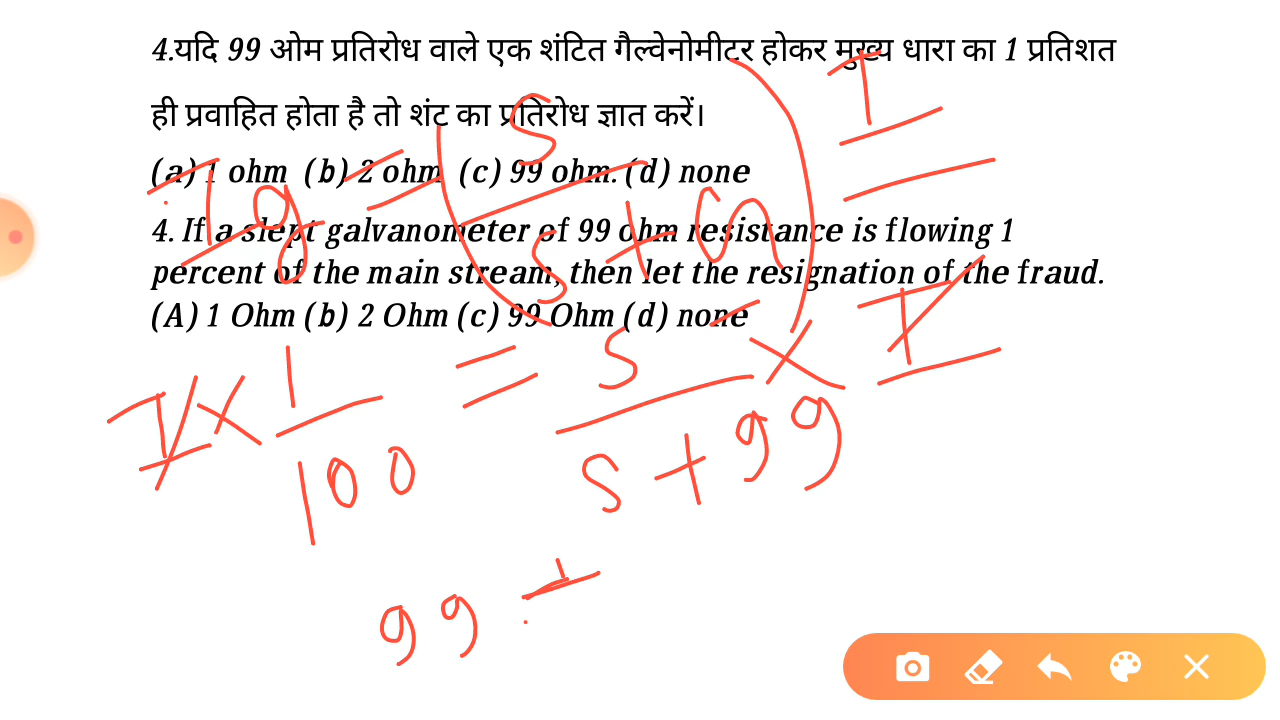 4.यदि 99 ओम प्रतिरोध वाले एक शंटित गैल्वेनोमीटर होकर मुख्य धारा का 1 प्रतिशत
ही प्रवाहित होता है तो शंट का प्रतिरोध ज्ञात करें।
(a) 1 ohm (b) 2 ohm (c) 99 ohm. (d) none
4. If a slept galvanometer of 99 ohm resistance is flowing 1
percent of the main stream, then let the resignation of the fraud.
(A) 1 Ohm (b) 2 Ohm (c) 99 Ohm (d) none
Ig = (S / S + G) I
I × 1 / 100 = S / S + 99 × I
99